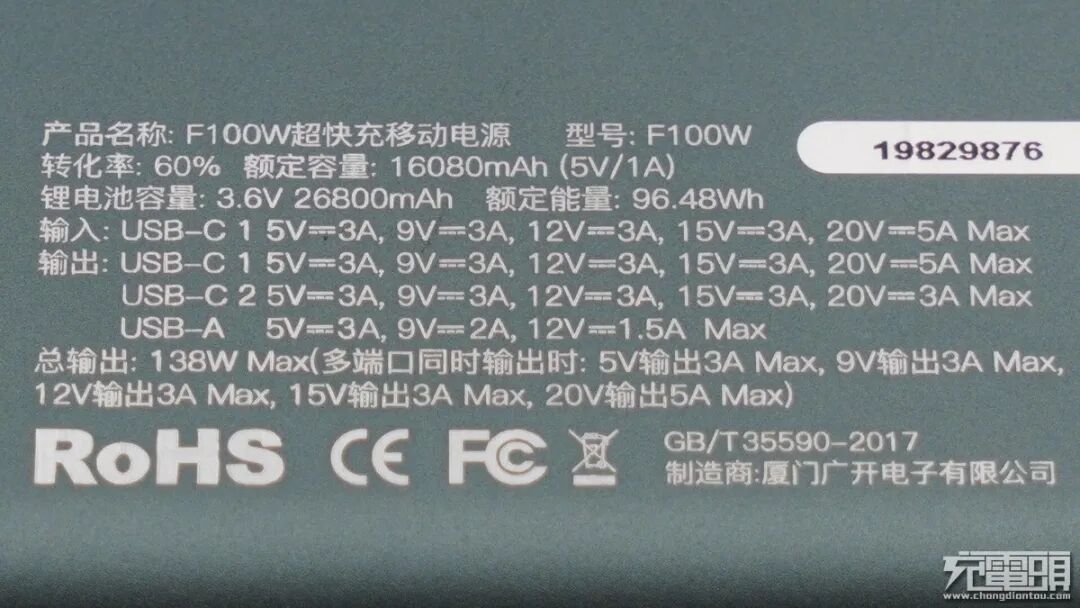 产品名称: F100W超快充移动电源 型号: F100W
19829876
转化率: 60% 额定容量: 16080mAh (5V/1A)
锂电池容量: 3.6V 26800mAh 额定能量: 96.48Wh
输入: USB-C 1 5V⎓3A, 9V⎓3A, 12V⎓3A, 15V⎓3A, 20V⎓5A Max
输出: USB-C 1 5V⎓3A, 9V⎓3A, 12V⎓3A, 15V⎓3A, 20V⎓5A Max
USB-C 2 5V⎓3A, 9V⎓3A, 12V⎓3A, 15V⎓3A, 20V⎓3A Max
USB-A 5V⎓3A, 9V⎓2A, 12V⎓1.5A Max
总输出: 138W Max(多端口同时输出时: 5V输出3A Max, 9V输出3A Max,
12V输出3A Max, 15V输出3A Max, 20V输出5A Max)
RoHS CE FC
GB/T35590-2017
制造商:厦门广开电子有限公司
充電頭
www.chongdiantou.com